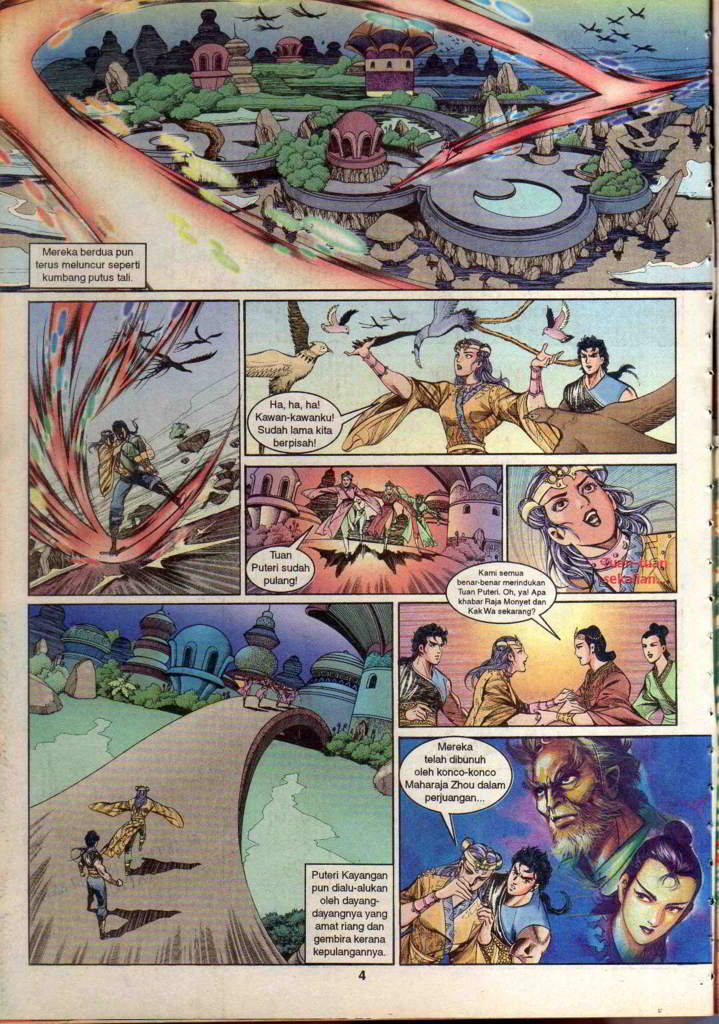 Mereka berdua pun
terus meluncur seperti
kumbang putus tali.
Ha, ha, ha!
Kawan-kawanku!
Sudah lama kita
berpisah!
Tuan
Puteri sudah
pulang!
Tuan-tuan
sekalian...
Kami semua
benar-benar merindukan
Tuan Puteri. Oh, ya! Apa
khabar Raja Monyet dan
Kak Wa sekarang?
Puteri Kayangan
pun dialu-alukan
oleh dayang-
dayangnya yang
amat riang dan
gembira kerana
kepulangannya.
Mereka
telah dibunuh
oleh konco-konco
Maharaja Zhou dalam
perjuangan...
4